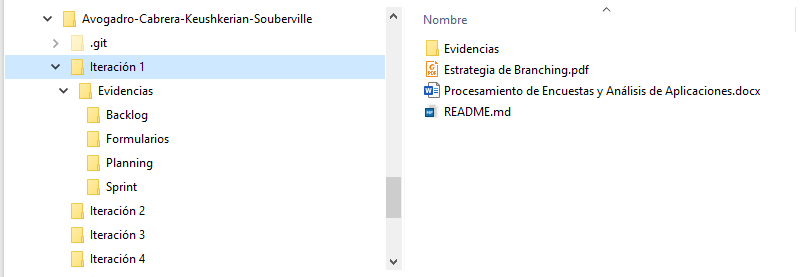 Avogadro-Cabrera-Keushkerian-Souberville
.git
Iteración 1
Evidencias
Backlog
Formularios
Planning
Sprint
Iteración 2
Iteración 3
Iteración 4
Nombre
Evidencias
Estrategia de Branching.pdf
Procesamiento de Encuestas y Análisis de Aplicaciones.docx
README.md